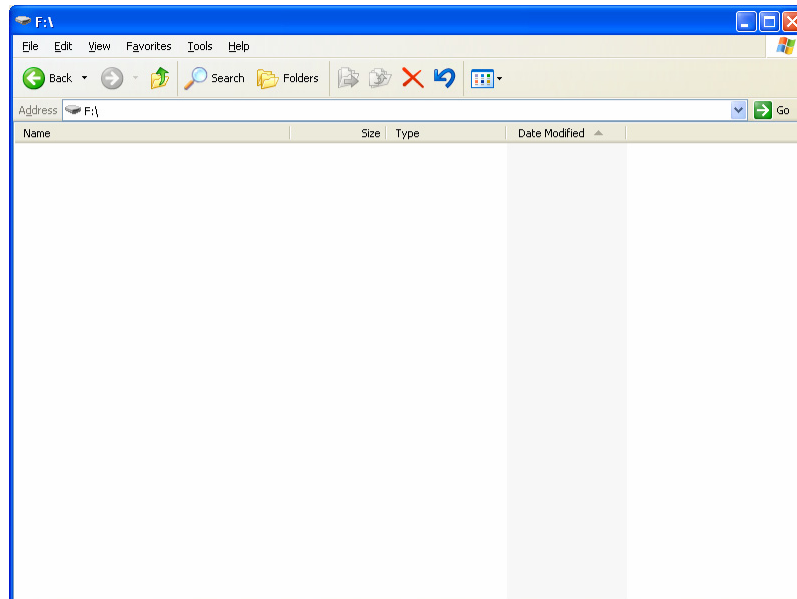 F:\
File Edit View Favorites Tools Help
Back Search Folders
Address F:\ Go
Name Size Type Date Modified